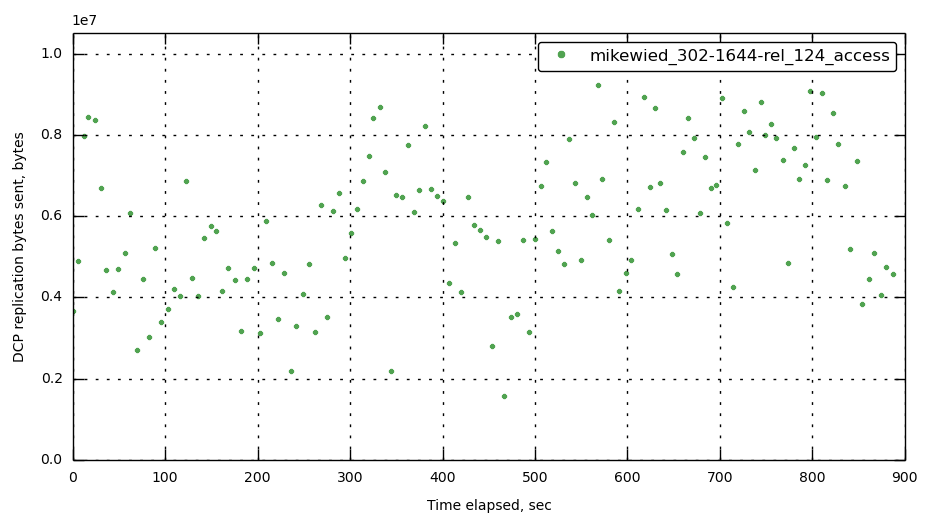 1e7
1.0
mikewied_302-1644-rel_124_access
0.8
0.6
0.4
0.2
0.0
DCP replication bytes sent, bytes
0 100 200 300 400 500 600 700 800 900
Time elapsed, sec